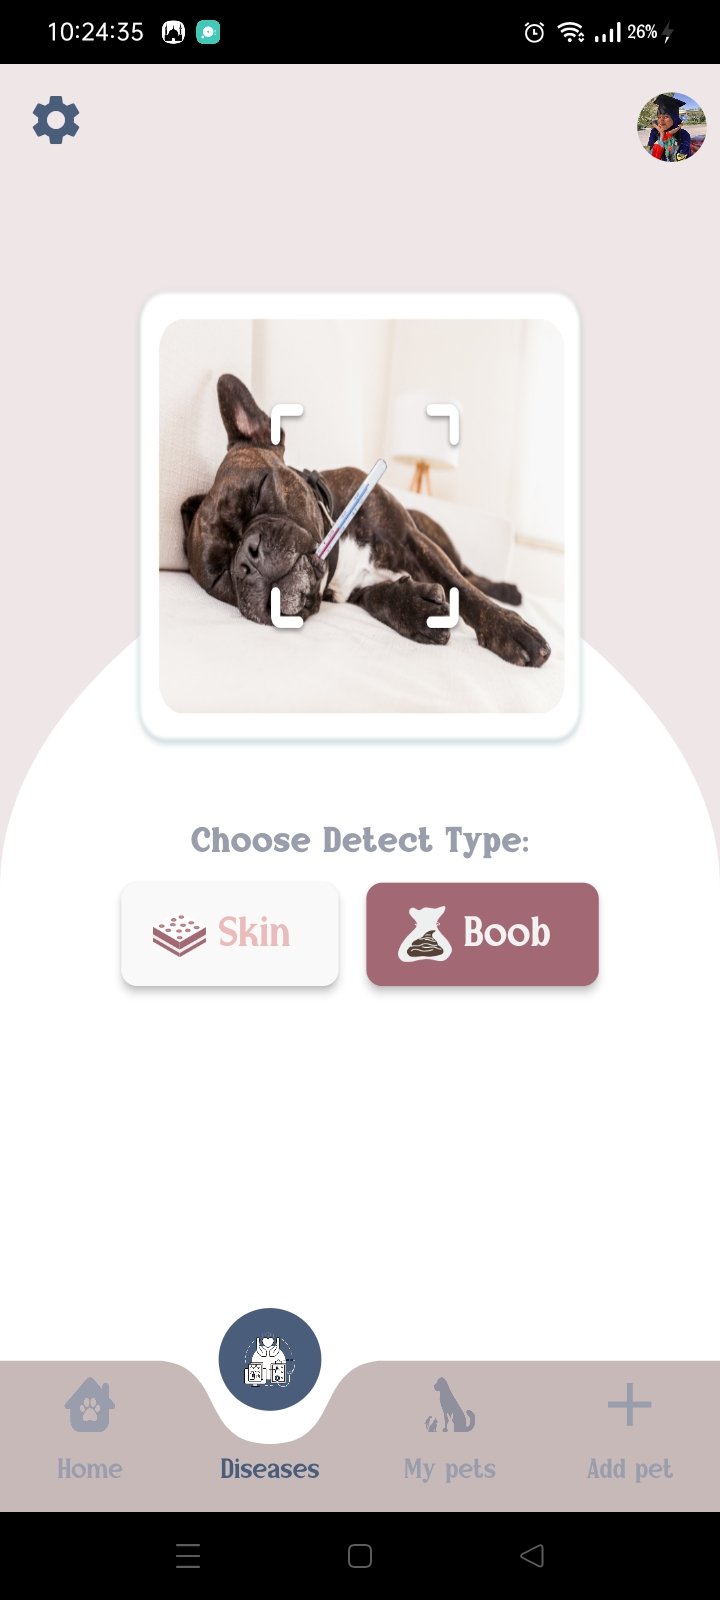 10:24:35 26%
Choose Detect Type:
Skin Boob
Home Diseases My pets Add pet